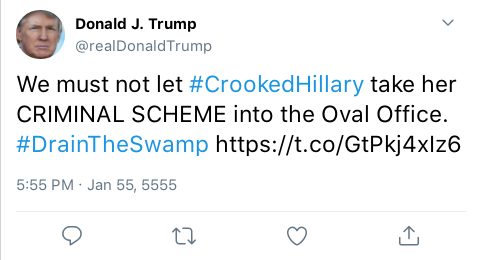 Donald J. Trump
@realDonaldTrump
We must not let #CrookedHillary take her
CRIMINAL SCHEME into the Oval Office.
#DrainTheSwamp https://t.co/GtPkj4xIz6
5:55 PM · Jan 55, 5555